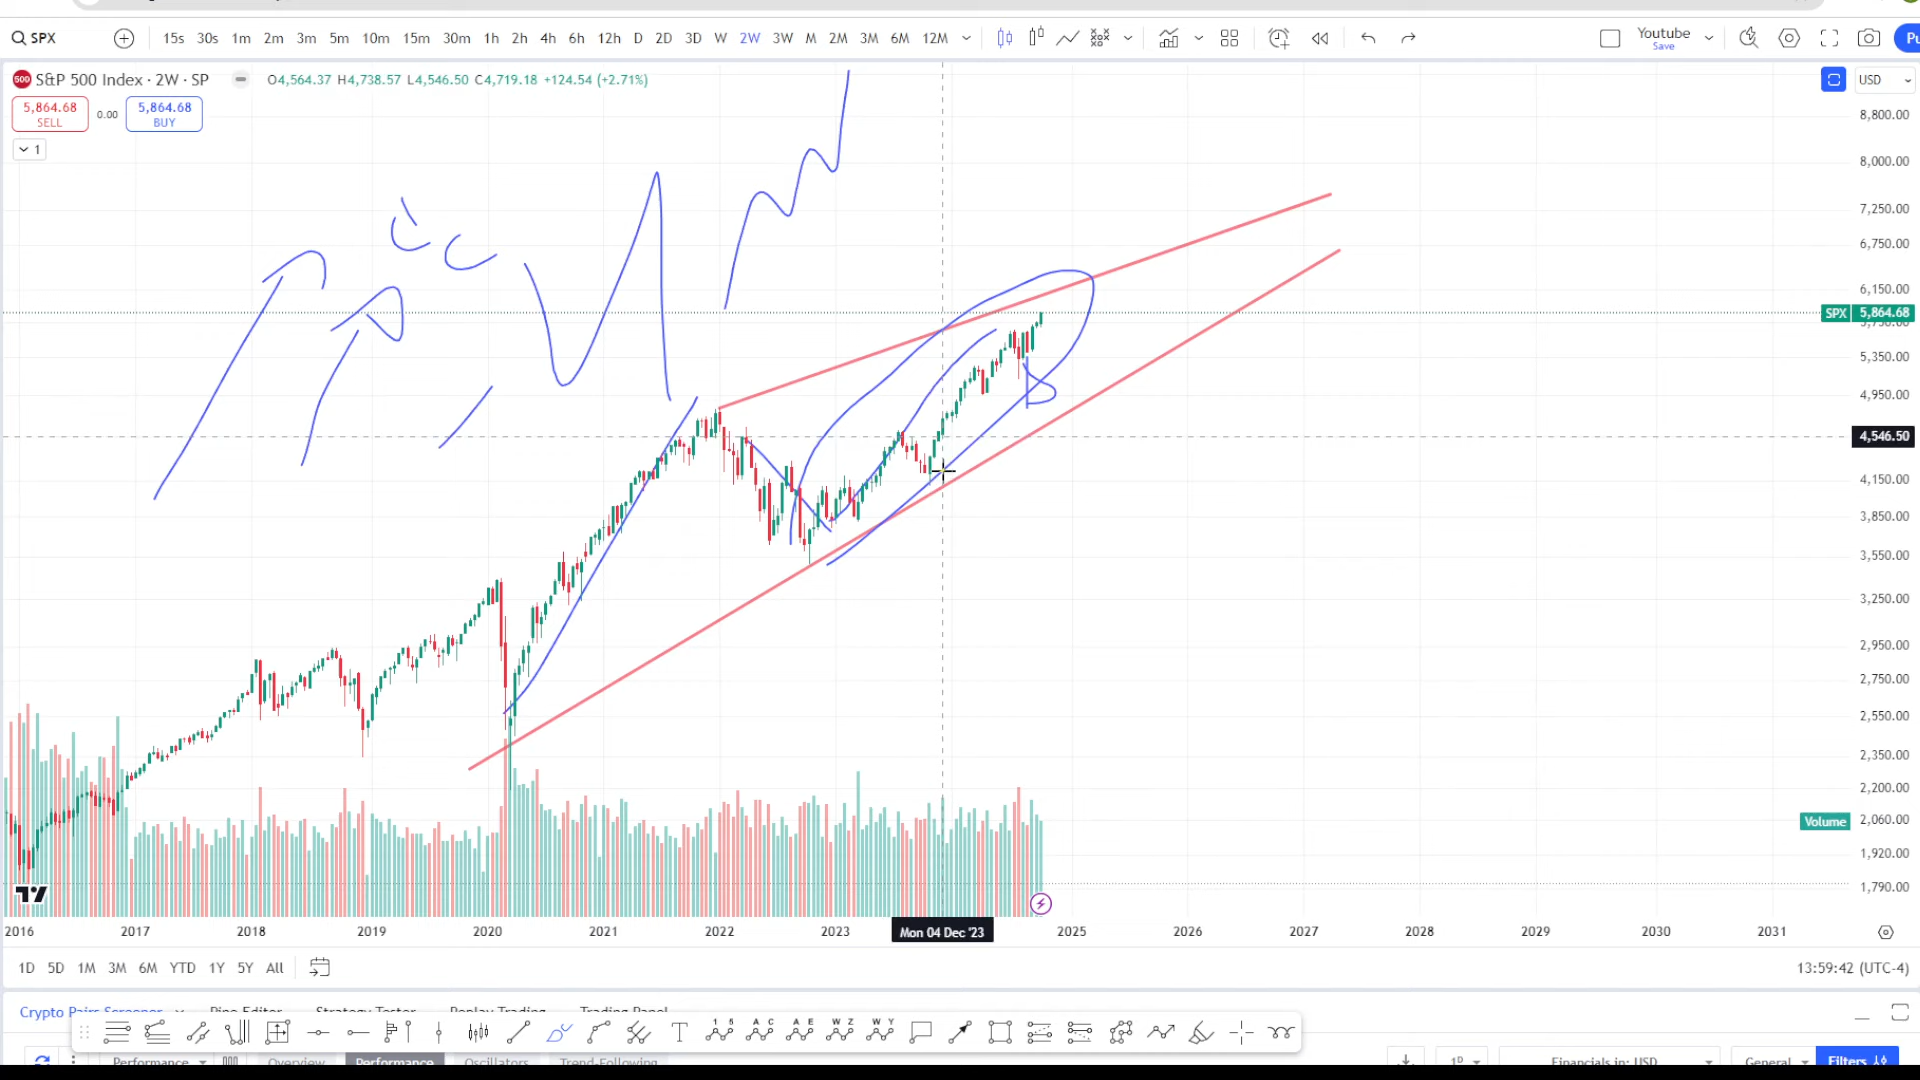 SPX 15s 30s 1m 2m 3m 5m 10m 15m 30m 1h 2h 4h 6h 12h D 2D 3D W 2W 3W M 2M 3M 6M 12M Youtube
Save
S&P 500 Index · 2W · SP O4,564.37 H4,738.57 L4,546.50 C4,719.18 +124.54 (+2.71%) USD
5,864.68 0.00 5,864.68
SELL BUY
1
8,800.00
8,000.00
7,250.00
6,750.00
6,150.00
SPX 5,864.68
5,350.00
4,950.00
4,546.50
4,150.00
3,850.00
3,550.00
3,250.00
2,950.00
2,750.00
2,550.00
2,350.00
2,200.00
Volume 2,060.00
1,920.00
1,790.00
2016 2017 2018 2019 2020 2021 2022 2023 Mon 04 Dec '23 2025 2026 2027 2028 2029 2030 2031
1D 5D 1M 3M 6M YTD 1Y 5Y All 13:59:42 (UTC-4)
Crypto Pairs Screener Pine Editor Strategy Tester Replay Trading Trading Panel
Performance Overview Performance Oscillators Trend-Following 1D Financials in: USD General Filters